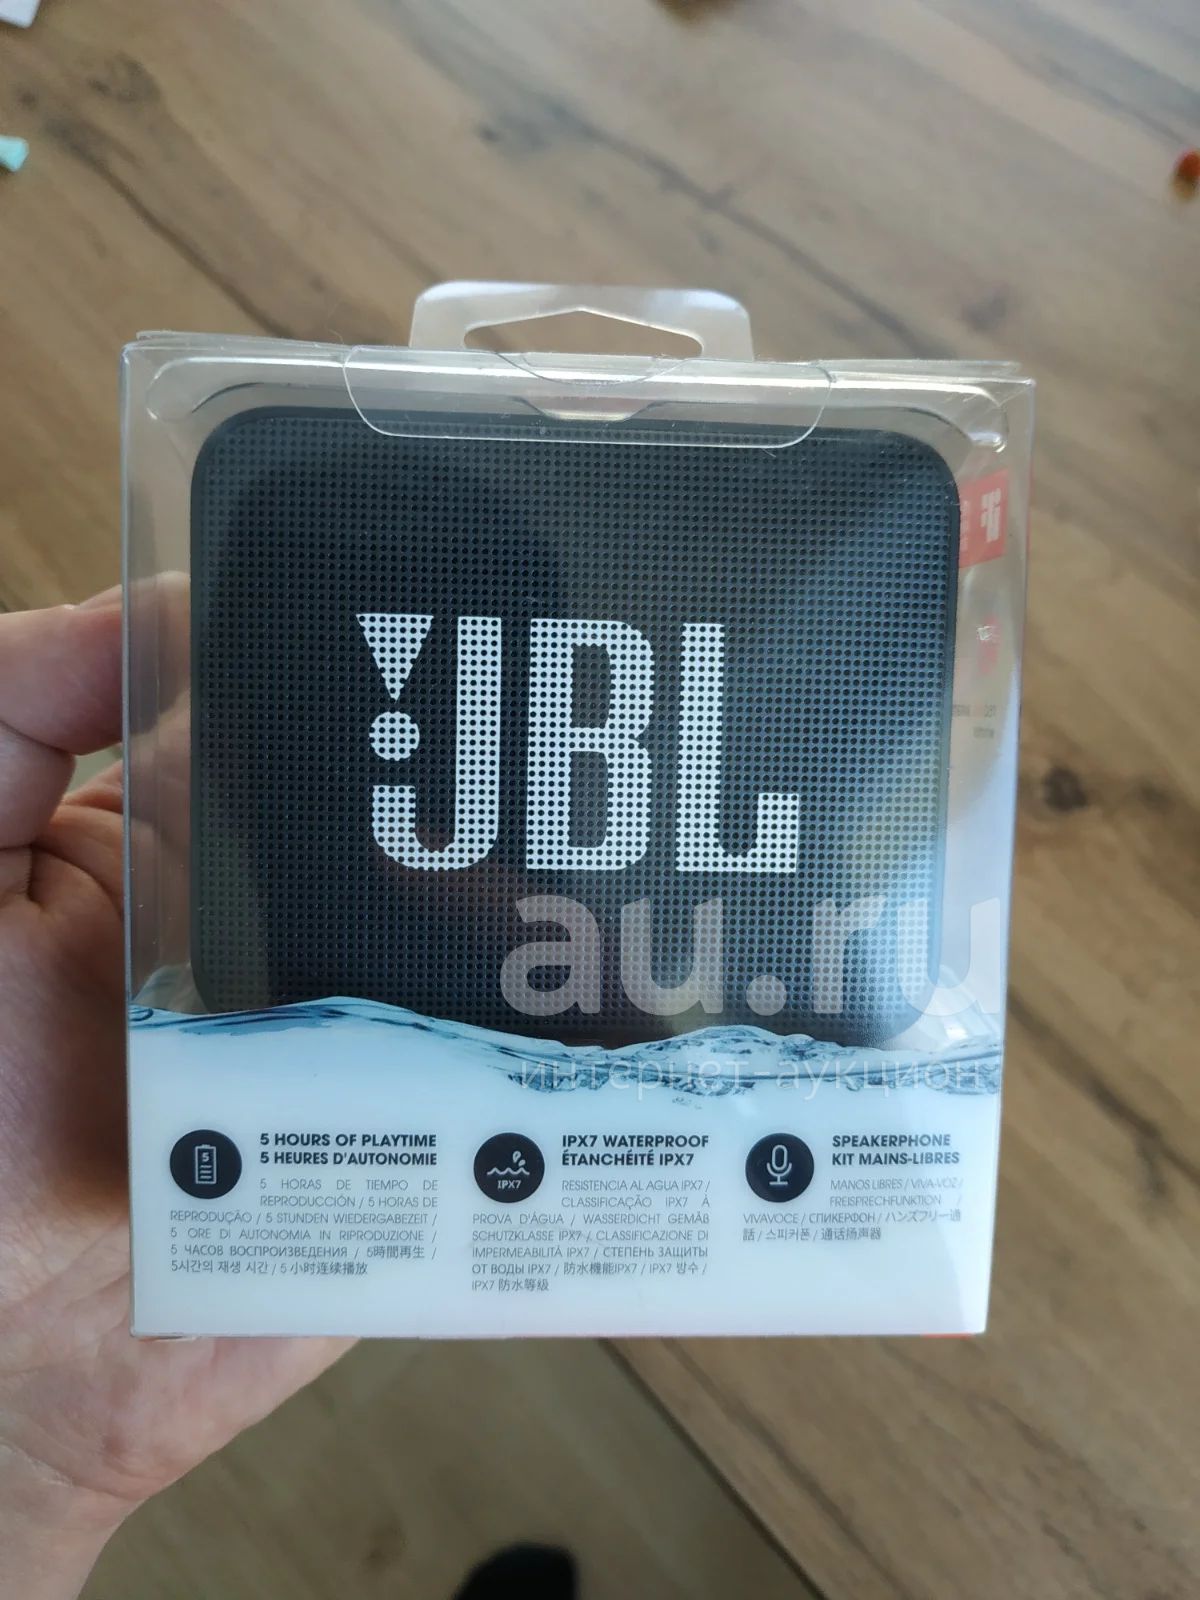 JBL
au.ru
интернет-аукцион
5
5 HOURS OF PLAYTIME
5 HEURES D'AUTONOMIE
5 HORAS DE TIEMPO DE
REPRODUCCIÓN / 5 HORAS DE
REPRODUÇÃO / 5 STUNDEN WIEDERGABEZEIT /
5 ORE DI AUTONOMIA IN RIPRODUZIONE /
5 ЧАСОВ ВОСПРОИЗВЕДЕНИЯ / 5時間再生 /
5시간의 재생 시간 / 5 小时连续播放
IPX7
IPX7 WATERPROOF
ÉTANCHÉITÉ IPX7
RESISTENCIA AL AGUA IPX7 /
CLASSIFICAÇÃO IPX7 À
PROVA D'ÁGUA / WASSERDICHT GEMÄß
SCHUTZKLASSE IPX7 / CLASSIFICAZIONE DI
IMPERMEABILITÀ IPX7 / СТЕПЕНЬ ЗАЩИТЫ
ОТ ВОДЫ IPX7 / 防水機能IPX7 / IPX7 방수 /
IPX7 防水等级
SPEAKERPHONE
KIT MAINS-LIBRES
MANOS LIBRES / VIVA-VOZ /
FREISPRECHFUNKTION /
VIVAVOCE / СПИКЕРФОН / ハンズフリー通
話 / 스피커폰 / 通话扬声器